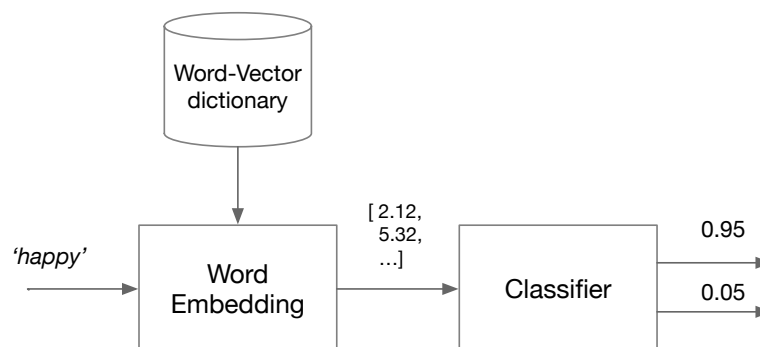 Word-Vector
dictionary
[ 2.12,
5.32,
...]
'happy'
Word
Embedding
Classifier
0.95
0.05